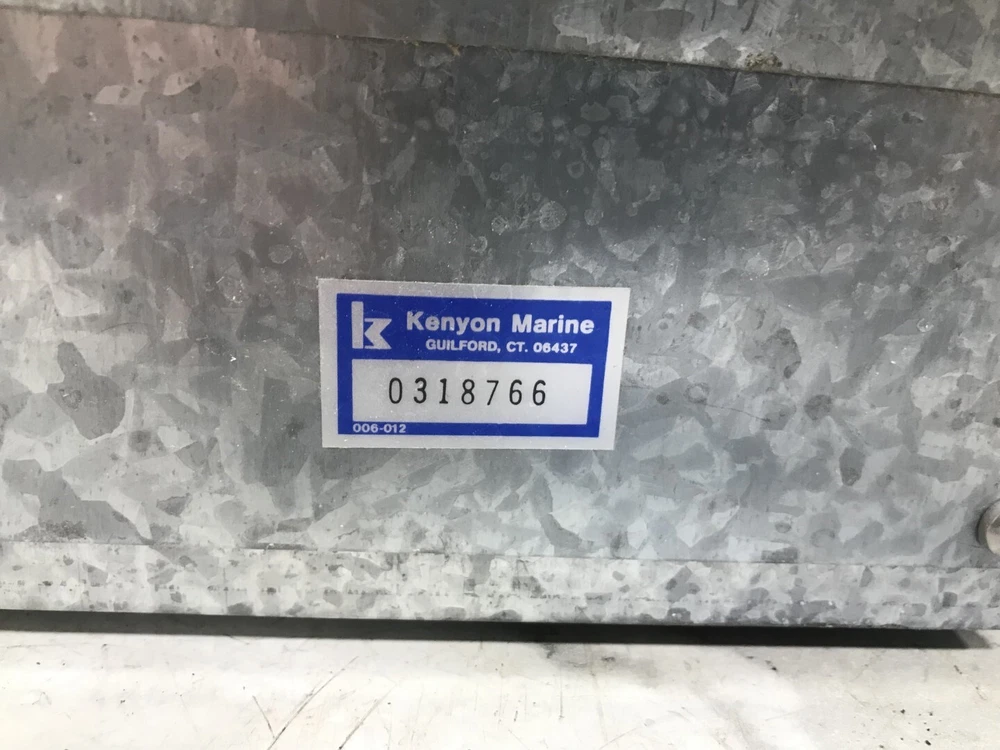 k Kenyon Marine
GUILFORD, CT. 06437
0318766
006-012